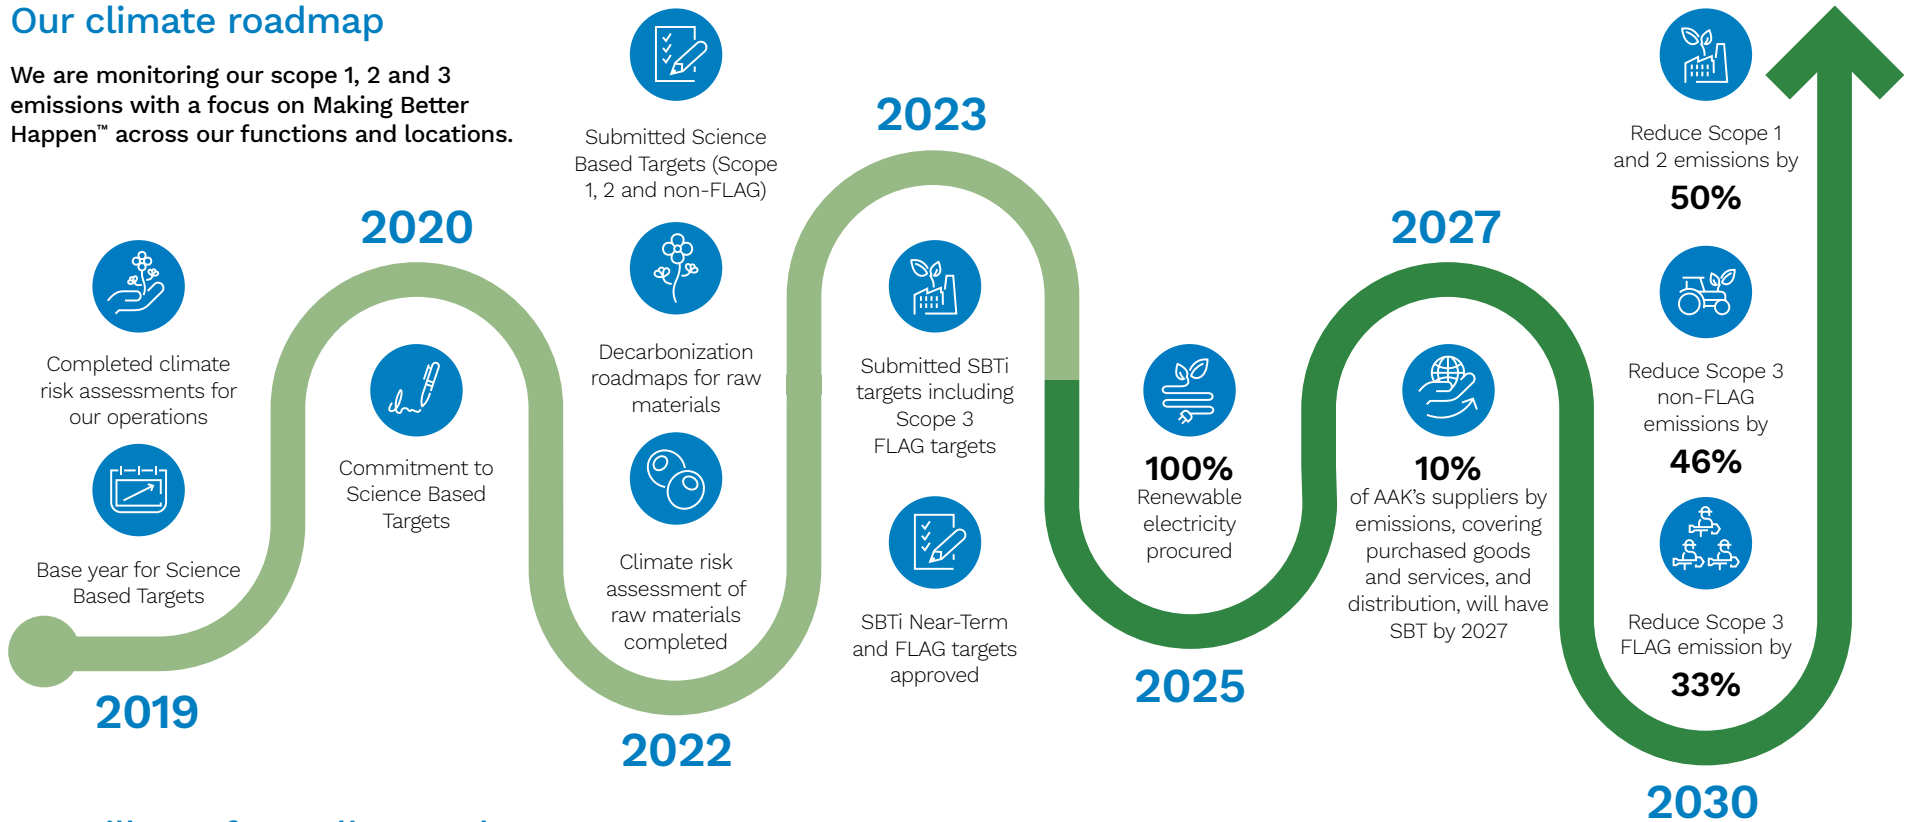 Our climate roadmap
We are monitoring our scope 1, 2 and 3
emissions with a focus on Making Better
Happen™ across our functions and locations.
Completed climate
risk assessments for
our operations
Base year for Science
Based Targets
2019
2020
Commitment to
Science Based
Targets
Submitted Science
Based Targets (Scope
1, 2 and non-FLAG)
Decarbonization
roadmaps for raw
materials
Climate risk
assessment of
raw materials
completed
2022
2023
Submitted SBTi
targets including
Scope 3
FLAG targets
SBTi Near-Term
and FLAG targets
approved
100%
Renewable
electricity
procured
2025
2027
10%
of AAK’s suppliers by
emissions, covering
purchased goods
and services, and
distribution, will have
SBT by 2027
Reduce Scope 1
and 2 emissions by
50%
Reduce Scope 3
non-FLAG
emissions by
46%
Reduce Scope 3
FLAG emission by
33%
2030